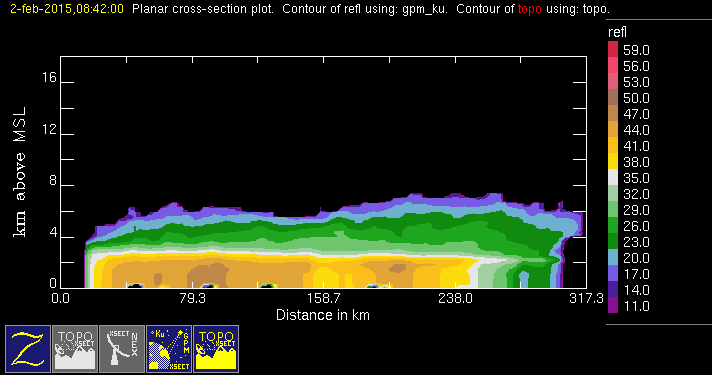 2-feb-2015,08:42:00 Planar cross-section plot. Contour of refl using: gpm_ku. Contour of topo using: topo.
refl
59.0
56.0
53.0
50.0
47.0
44.0
41.0
38.0
35.0
32.0
29.0
26.0
23.0
20.0
17.0
14.0
11.0
km above MSL
16
12
8
4
0
0.0 79.3 158.7 238.0 317.3
Distance in km
TOPO XSECT
XSECT
Ku GPM XSECT
TOPO XSECT